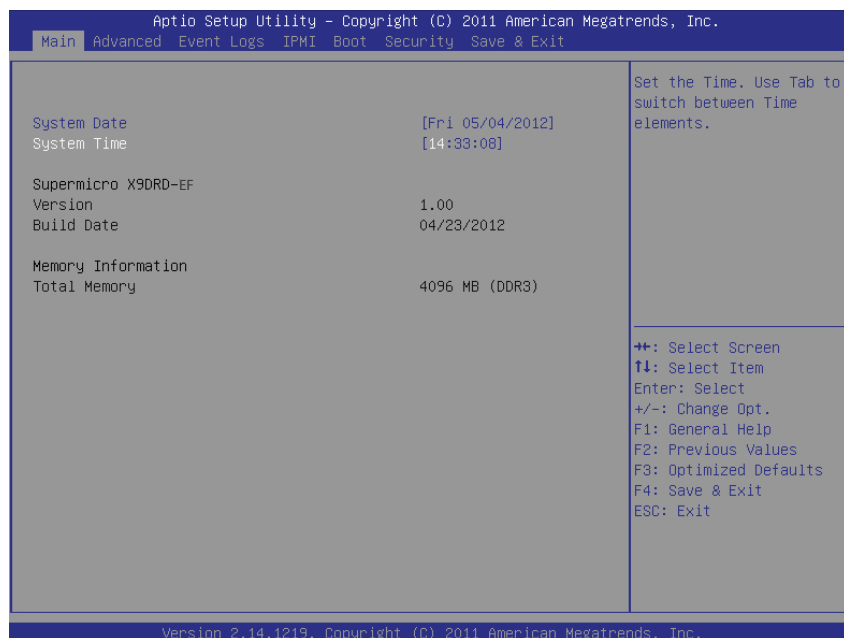 Aptio Setup Utility – Copyright (C) 2011 American Megatrends, Inc.
Main Advanced Event Logs IPMI Boot Security Save & Exit
Set the Time. Use Tab to
switch between Time
elements.
System Date [Fri 05/04/2012]
System Time [14:33:08]
Supermicro X9DRD-EF
Version 1.00
Build Date 04/23/2012
Memory Information
Total Memory 4096 MB (DDR3)
→←: Select Screen
↑↓: Select Item
Enter: Select
+/-: Change Opt.
F1: General Help
F2: Previous Values
F3: Optimized Defaults
F4: Save & Exit
ESC: Exit
Version 2.14.1219. Copyright (C) 2011 American Megatrends, Inc.